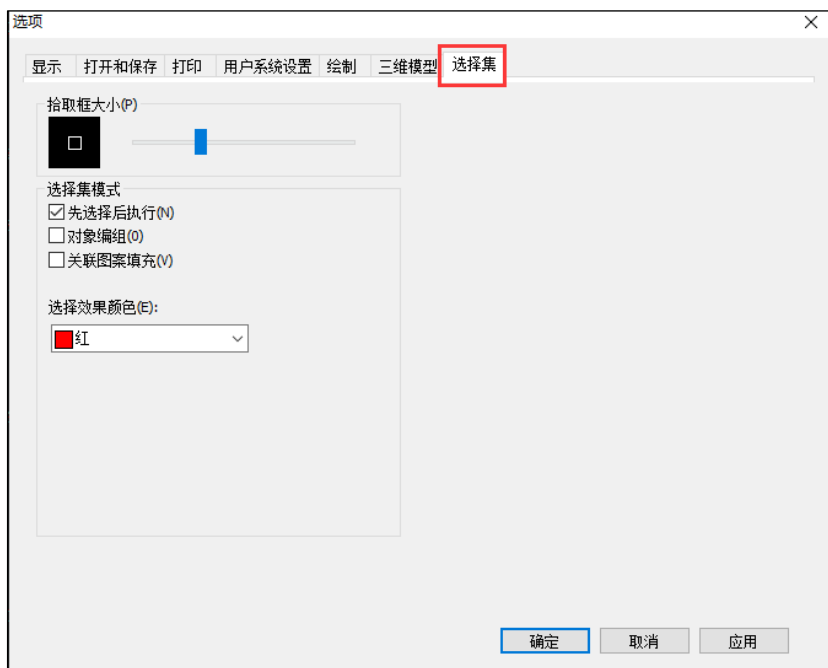 选项
显示 打开和保存 打印 用户系统设置 绘制 三维模型 选择集
拾取框大小(P)
选择集模式
先选择后执行(N)
对象编组(O)
关联图案填充(V)
选择效果颜色(E):
红
确定 取消 应用